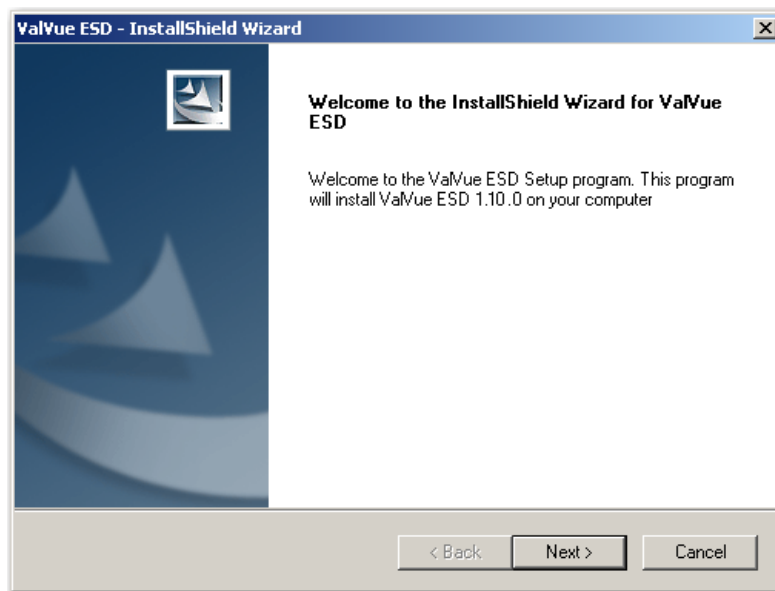 ValVue ESD - InstallShield Wizard
Welcome to the InstallShield Wizard for ValVue
ESD
Welcome to the ValVue ESD Setup program. This program
will install ValVue ESD 1.10.0 on your computer
< Back
Next >
Cancel